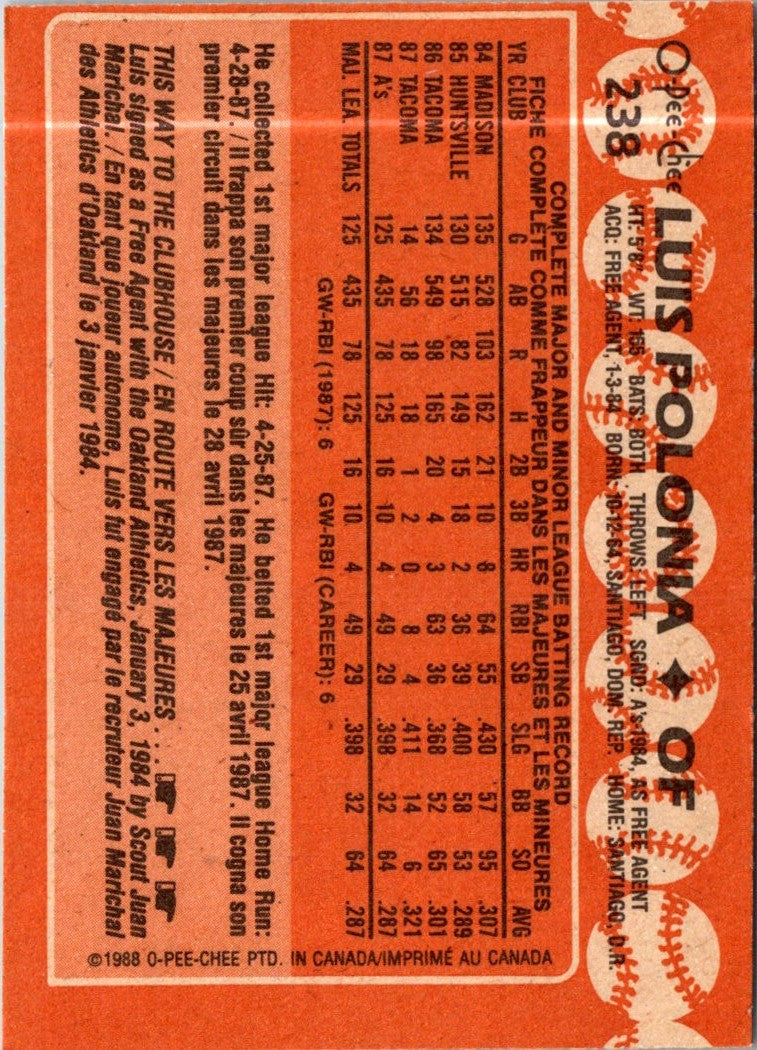 O-Pee-Chee LUIS POLONIA ✦ OF
238
HT: 5'8" WT: 155 BATS: BOTH THROWS: LEFT SGND: A's-1984, AS FREE AGENT
ACQ: FREE AGENT, 1-3-84 BORN: 10-12-64, SANTIAGO, DOM. REP. HOME: SANTIAGO, D.R.
COMPLETE MAJOR AND MINOR LEAGUE BATTING RECORD
FICHE COMPLÈTE COMME FRAPPEUR DANS LES MAJEURES ET LES MINEURES
YR CLUB G AB R H 2B 3B HR RBI SB SLG BB SO AVG
84 MADISON 135 528 103 162 21 10 8 64 55 .430 57 95 .307
85 HUNTSVILLE 130 515 82 149 15 18 2 36 39 .400 58 53 .289
86 TACOMA 134 549 98 165 20 4 3 63 36 .368 52 65 .301
87 TACOMA 14 56 18 18 1 2 0 8 4 .411 14 6 .321
87 A's 125 435 78 125 16 10 4 49 29 .398 32 64 .287
MAJ. LEA. TOTALS 125 435 78 125 16 10 4 49 29 .398 32 64 .287
GW-RBI (1987): 6 GW-RBI (CAREER): 6
He collected 1st major league Hit: 4-25-87. He belted 1st major league Home Run:
4-28-87. / Il frappa son premier coup sûr dans les majeures le 25 avril 1987. Il cogna son
premier circuit dans les majeures le 28 avril 1987.
THIS WAY TO THE CLUBHOUSE / EN ROUTE VERS LES MAJEURES . . .
Luis signed as a Free Agent with the Oakland Athletics, January 3, 1984 by Scout Juan
Marichal. / En tant que joueur autonome, Luis fut engagé par le recruteur Juan Marichal
des Athletics d'Oakland le 3 janvier 1984.
©1988 O-PEE-CHEE PTD. IN CANADA/IMPRIMÉ AU CANADA